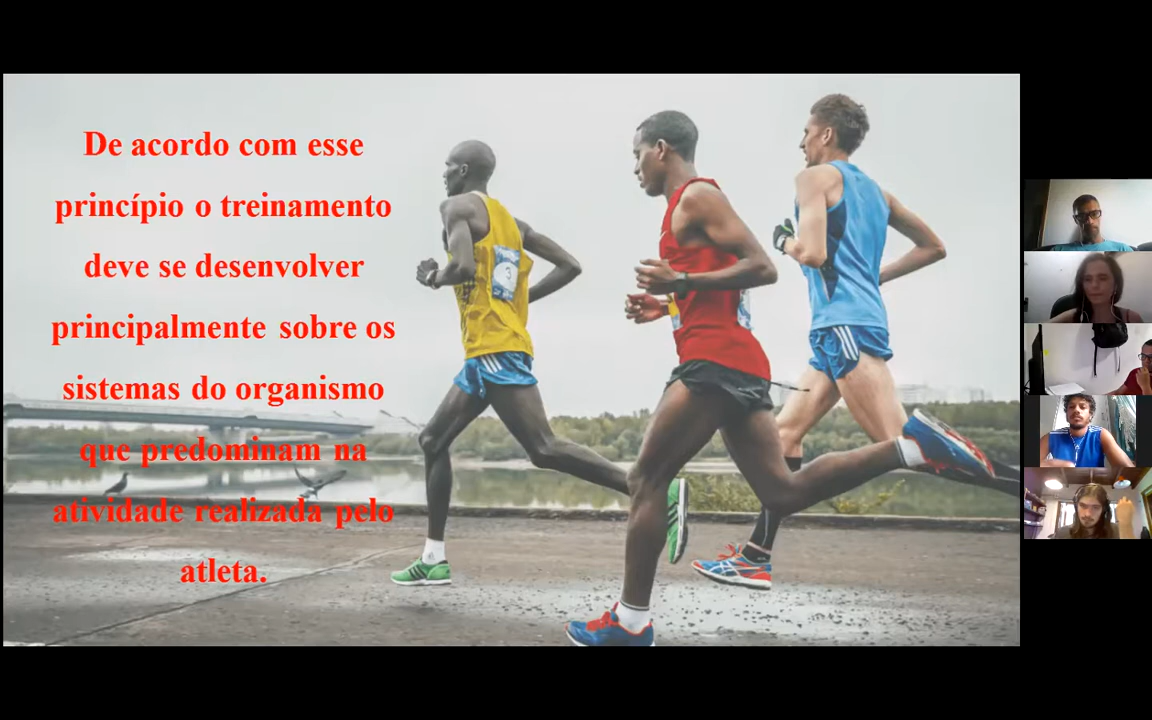 De acordo com esse
princípio o treinamento
deve se desenvolver
principalmente sobre os
sistemas do organismo
que predominam na
atividade realizada pelo
atleta.
3